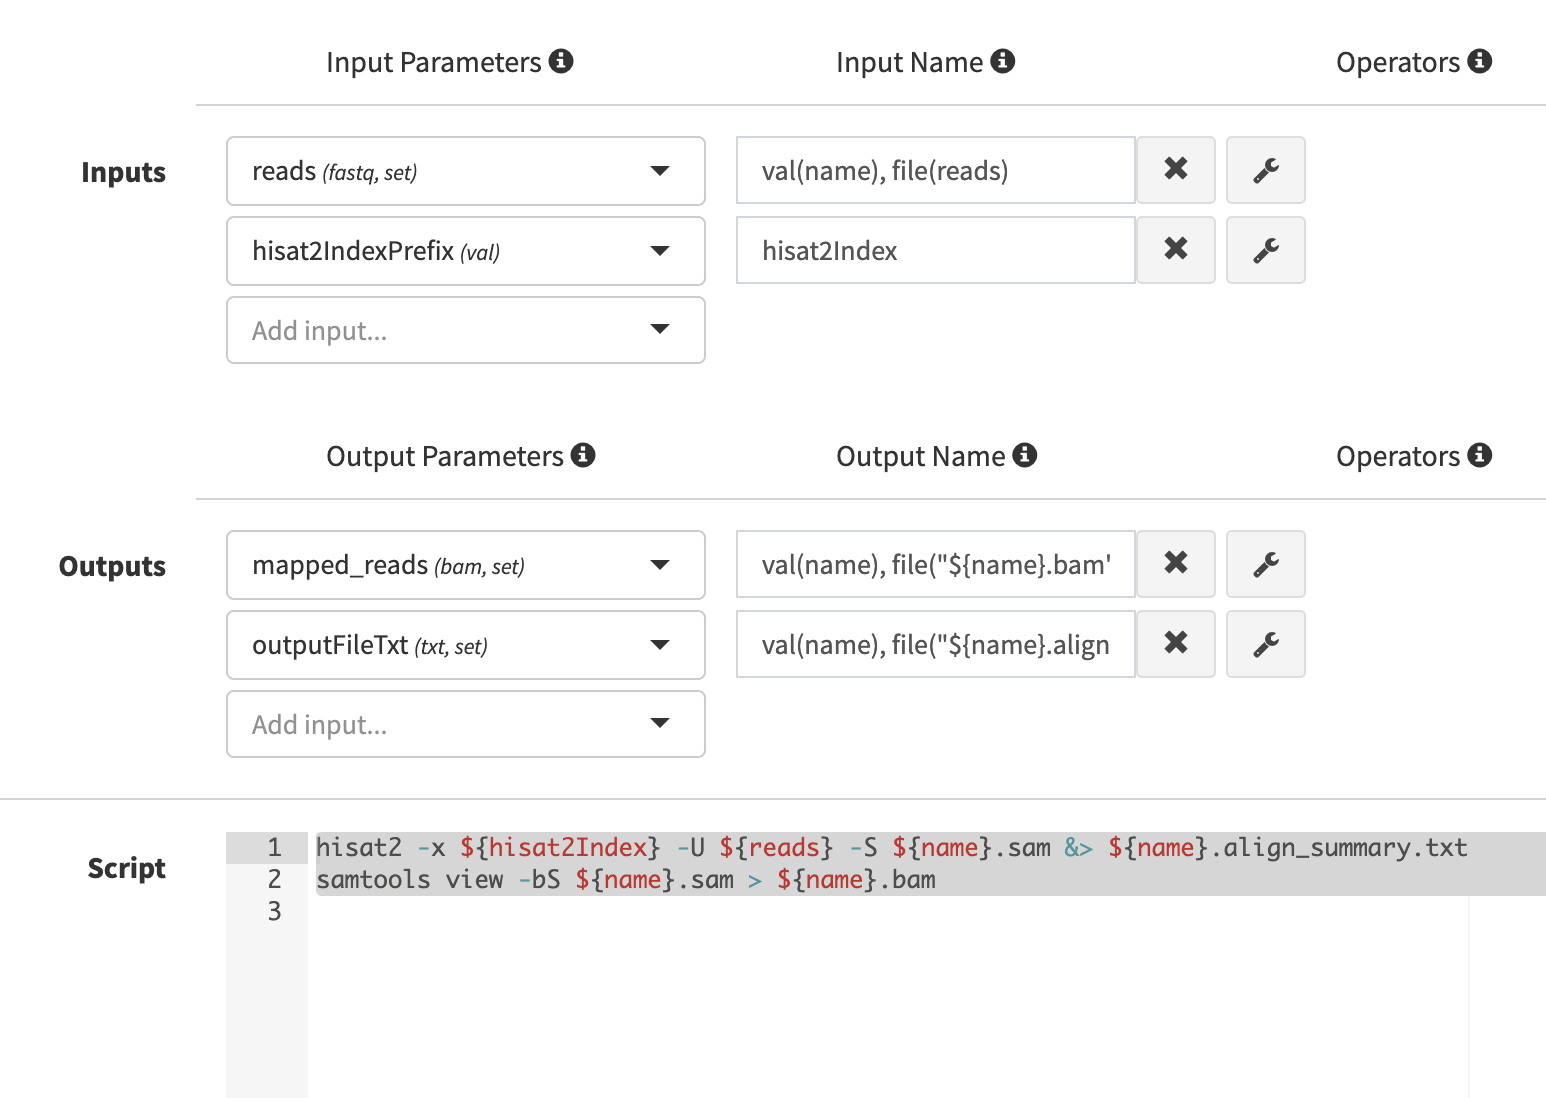 Input Parameters Input Name Operators
Inputs reads (fastq, set) val(name), file(reads)
hisat2IndexPrefix (val) hisat2Index
Add input...
Output Parameters Output Name Operators
Outputs mapped_reads (bam, set) val(name), file("${name}.bam'
outputFileTxt (txt, set) val(name), file("${name}.align
Add input...
Script
1 hisat2 -x ${hisat2Index} -U ${reads} -S ${name}.sam &> ${name}.align_summary.txt
2 samtools view -bS ${name}.sam > ${name}.bam
3